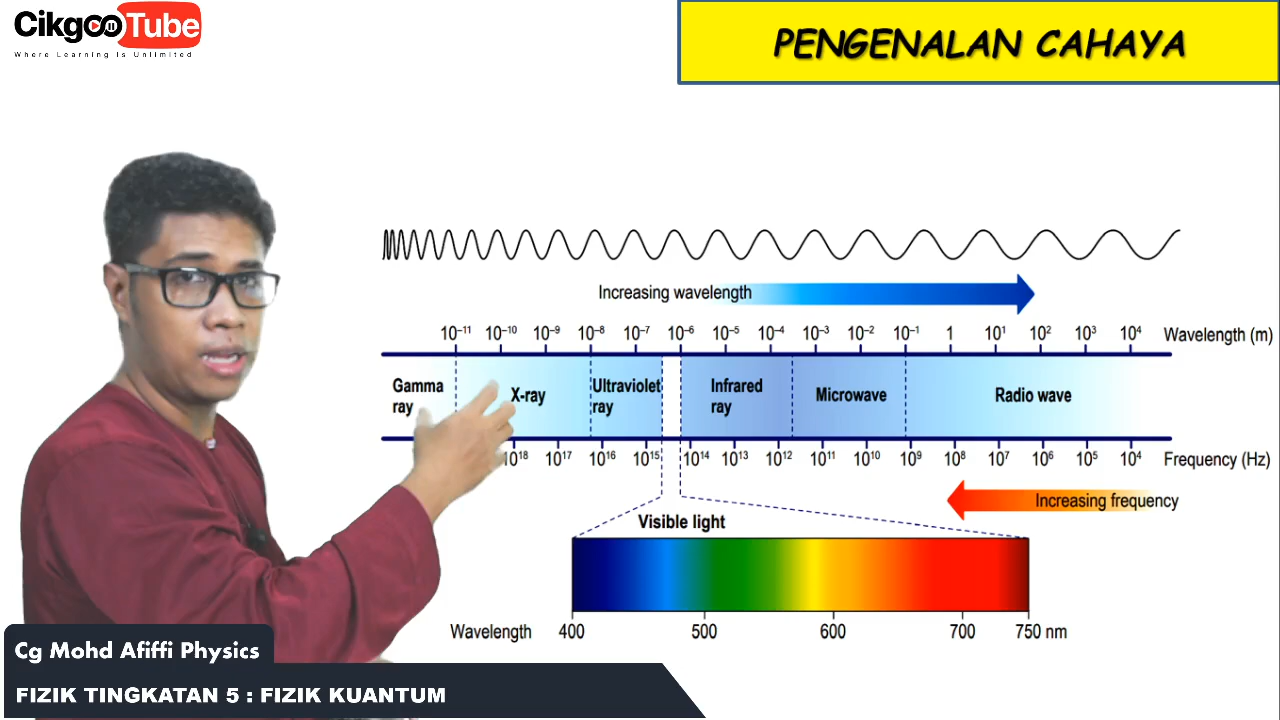 CikgooTube
Where Learning Is Unlimited
PENGENALAN CAHAYA
Increasing wavelength
10⁻¹¹ 10⁻¹⁰ 10⁻⁹ 10⁻⁸ 10⁻⁷ 10⁻⁶ 10⁻⁵ 10⁻⁴ 10⁻³ 10⁻² 10⁻¹ 1 10¹ 10² 10³ 10⁴ Wavelength (m)
Gamma ray
X-ray
Ultraviolet ray
Infrared ray
Microwave
Radio wave
10¹⁸ 10¹⁷ 10¹⁶ 10¹⁵ 10¹⁴ 10¹³ 10¹² 10¹¹ 10¹⁰ 10⁹ 10⁸ 10⁷ 10⁶ 10⁵ 10⁴ Frequency (Hz)
Increasing frequency
Visible light
Wavelength 400 500 600 700 750 nm
Cg Mohd Afiffi Physics
FIZIK TINGKATAN 5 : FIZIK KUANTUM